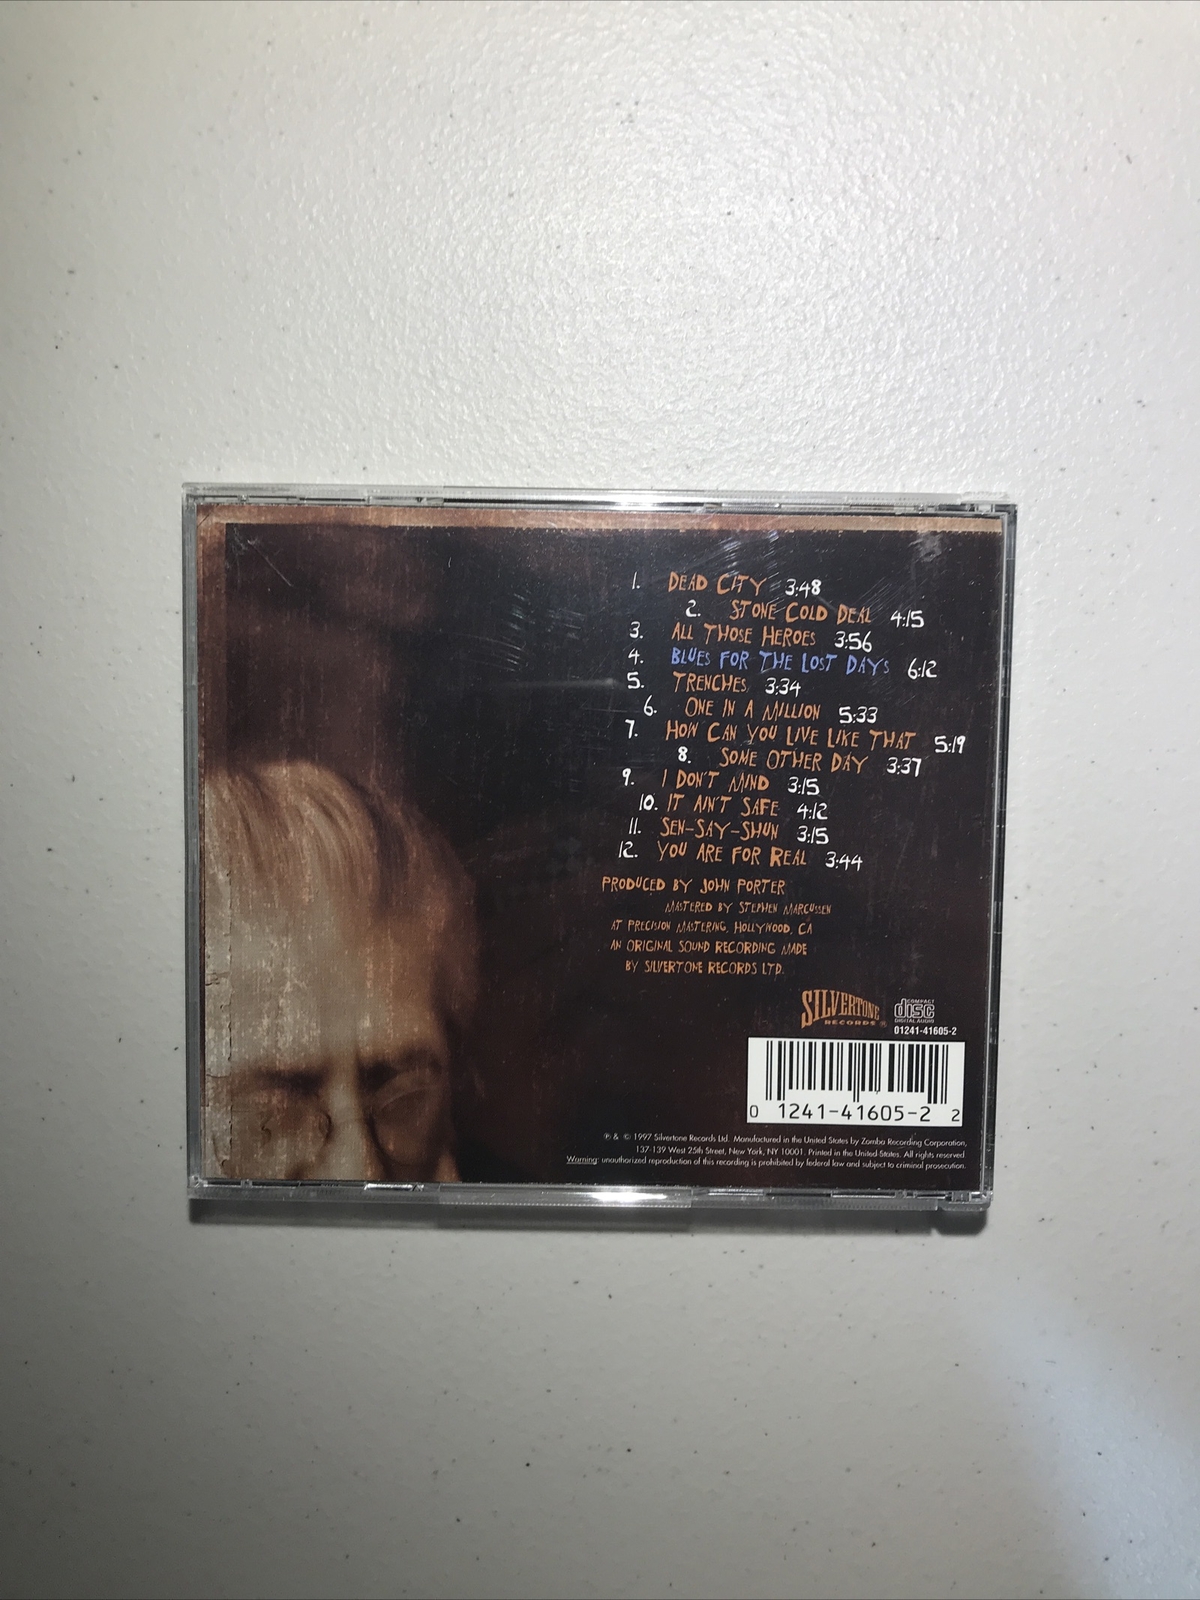 1. DEAD CITY 3:48
2. STONE COLD DEAL 4:15
3. ALL THOSE HEROES 3:56
4. BLUES FOR THE LOST DAYS 6:12
5. TRENCHES 3:34
6. ONE IN A MILLION 5:33
7. HOW CAN YOU LIVE LIKE THAT 5:19
8. SOME OTHER DAY 3:37
9. I DON'T MIND 3:15
10. IT AIN'T SAFE 4:12
11. SEN-SAY-SHUN 3:15
12. YOU ARE FOR REAL 3:44
PRODUCED BY JOHN PORTER
MASTERED BY STEPHEN MARCUSSEN
AT PRECISION MASTERING, HOLLYWOOD, CA
AN ORIGINAL SOUND RECORDING MADE
BY SILVERTONE RECORDS LTD.
SILVERTONE
RECORDS ®
COMPACT
disc
DIGITAL AUDIO
01241-41605-2
0 1241-41605-2 2
℗ & © 1997 Silvertone Records Ltd. Manufactured in the United States by Zomba Recording Corporation,
137-139 West 25th Street, New York, NY 10001. Printed in the United States. All rights reserved
Warning: unauthorized reproduction of this recording is prohibited by federal law and subject to criminal prosecution.